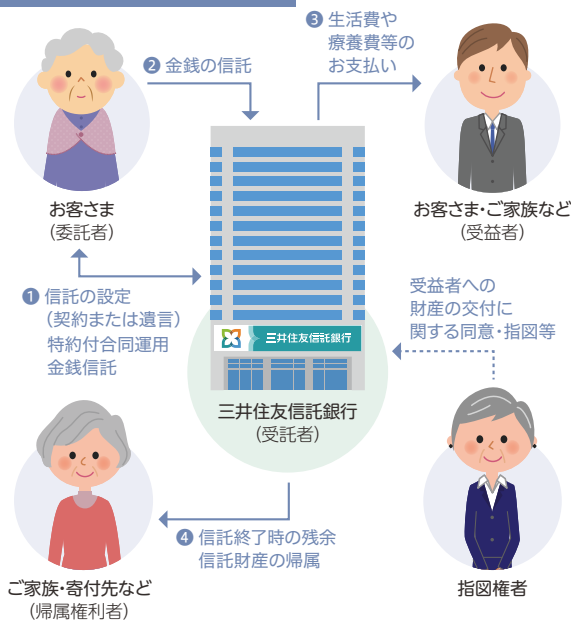 ❷ 金銭の信託
❸ 生活費や
療養費等の
お支払い
お客さま
（委託者）
お客さま・ご家族など
（受益者）
❶ 信託の設定
（契約または遺言）
特約付合同運用
金銭信託
三井住友信託銀行
三井住友信託銀行
（受託者）
受益者への
財産の交付に
関する同意・指図等
❹ 信託終了時の残余
信託財産の帰属
ご家族・寄付先など
（帰属権利者）
指図権者